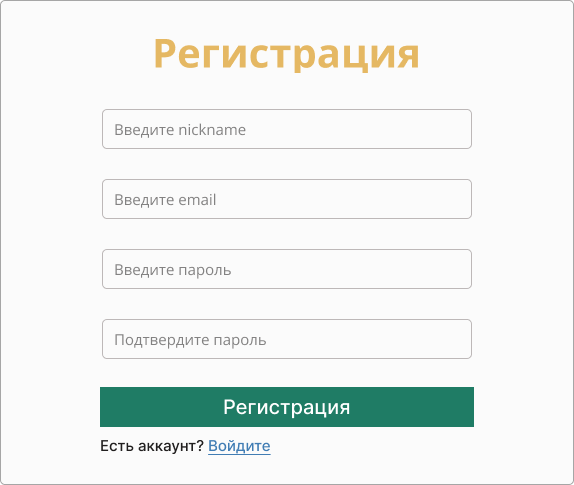 Регистрация
Введите nickname
Введите email
Введите пароль
Подтвердите пароль
Регистрация
Есть аккаунт? Войдите